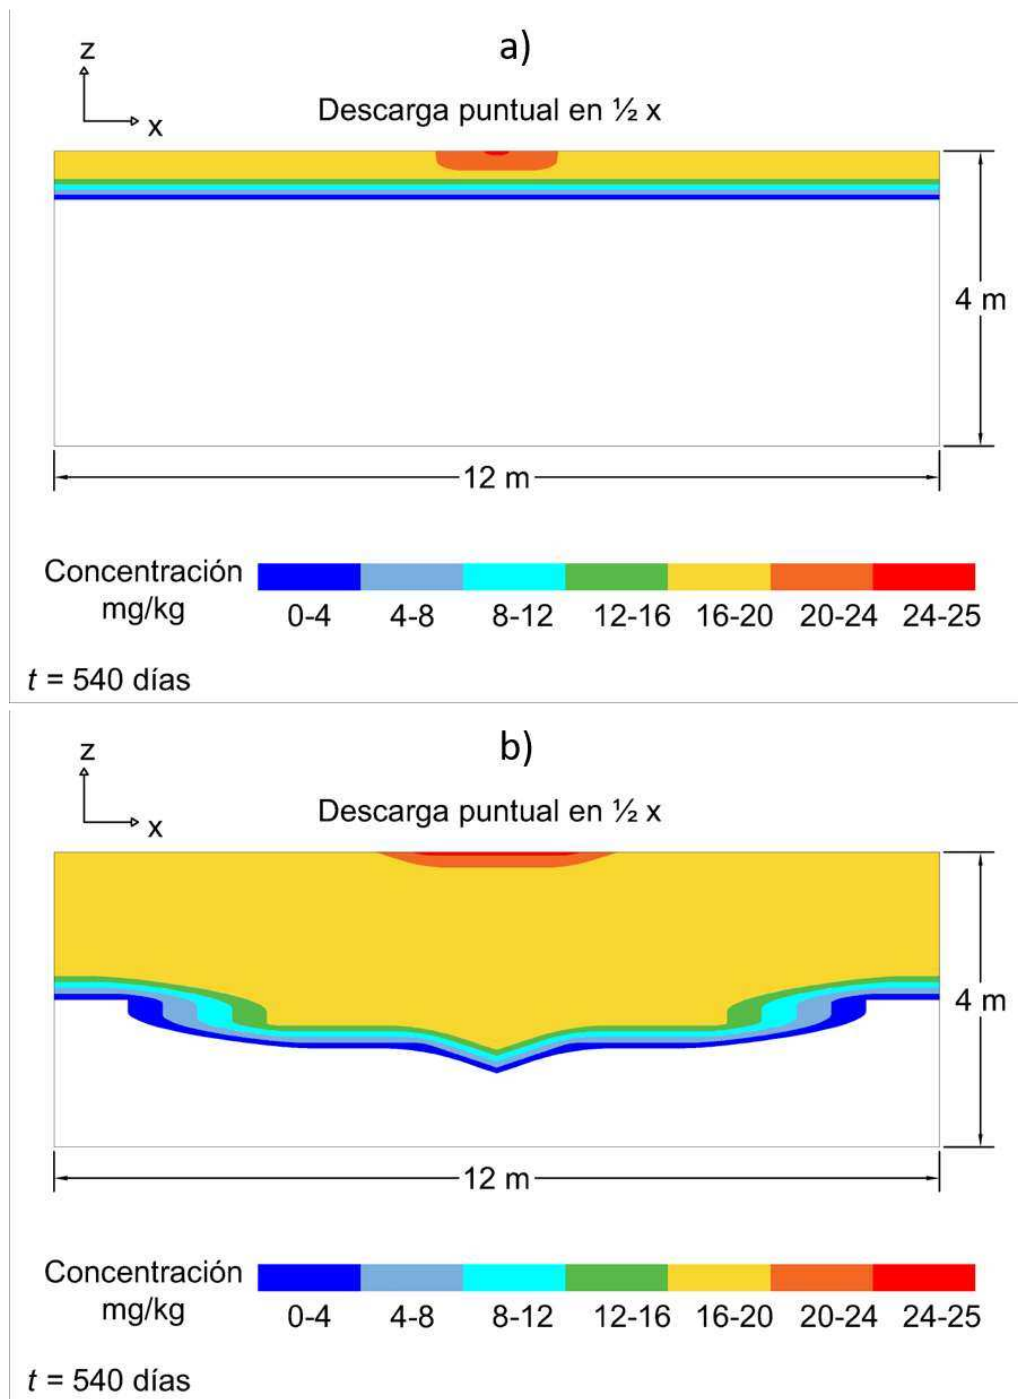 a)
z
x
Descarga puntual en ½ x
4 m
12 m
Concentración
mg/kg
0-4 4-8 8-12 12-16 16-20 20-24 24-25
t = 540 días
b)
z
x
Descarga puntual en ½ x
4 m
12 m
Concentración
mg/kg
0-4 4-8 8-12 12-16 16-20 20-24 24-25
t = 540 días